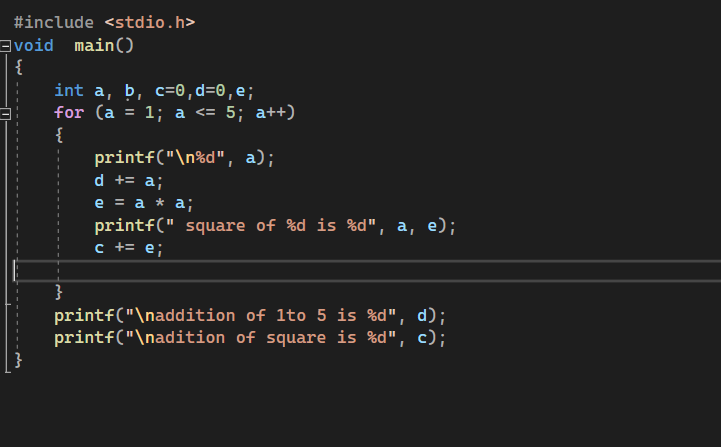 #include <stdio.h>
void  main()
{
    int a, b, c=0,d=0,e;
    for (a = 1; a <= 5; a++)
    {
        printf("\n%d", a);
        d += a;
        e = a * a;
        printf(" square of %d is %d", a, e);
        c += e;

    }
    printf("\naddition of 1to 5 is %d", d);
    printf("\nadition of square is %d", c);
}